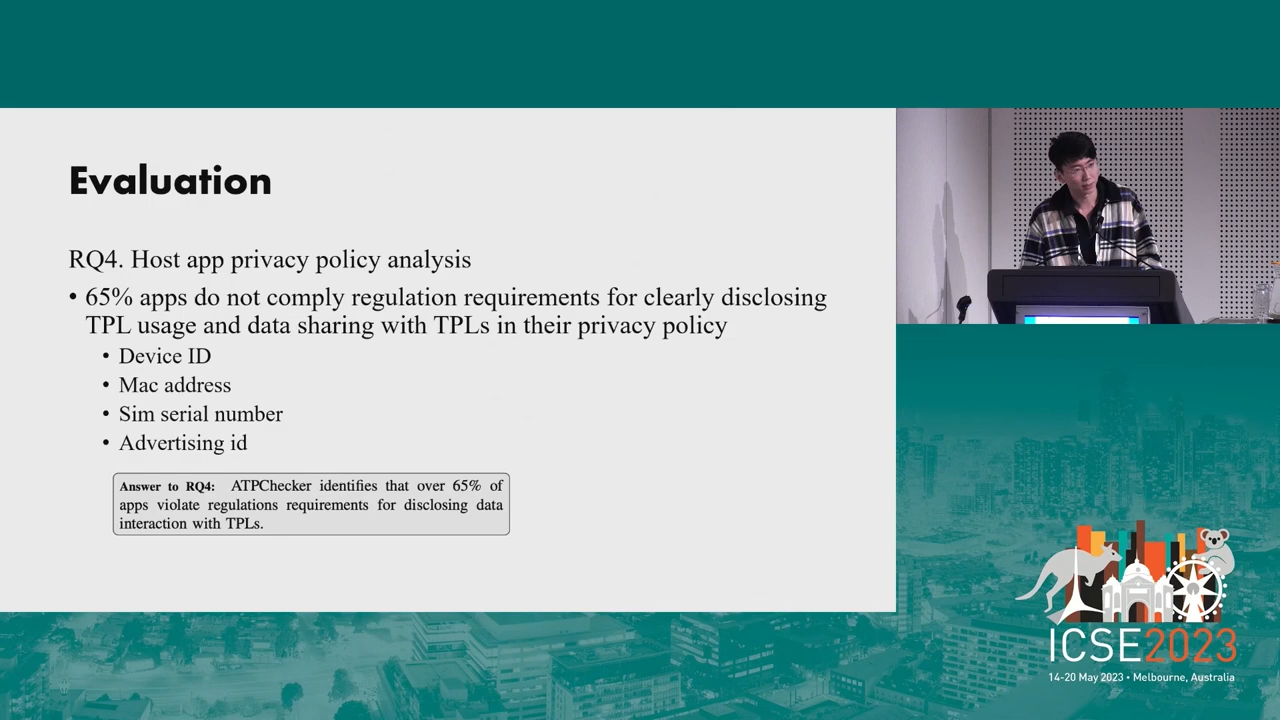 Evaluation
RQ4. Host app privacy policy analysis
• 65% apps do not comply regulation requirements for clearly disclosing
TPL usage and data sharing with TPLs in their privacy policy
• Device ID
• Mac address
• Sim serial number
• Advertising id
Answer to RQ4: ATPChecker identifies that over 65% of
apps violate regulations requirements for disclosing data
interaction with TPLs.
ICSE2023
14-20 May 2023 • Melbourne, Australia